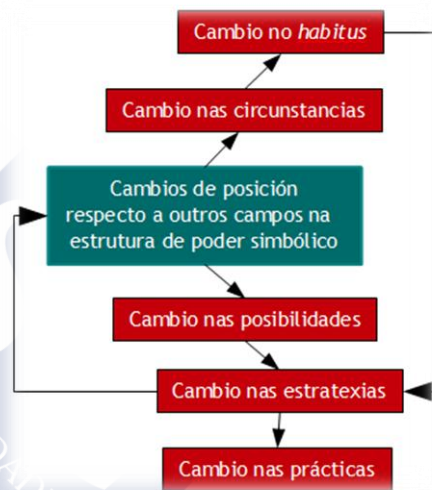 Cambio no habitus
Cambio nas circunstancias
Cambios de posición
respecto a outros campos na
estrutura de poder simbólico
Cambio nas posibilidades
Cambio nas estratexias
Cambio nas prácticas